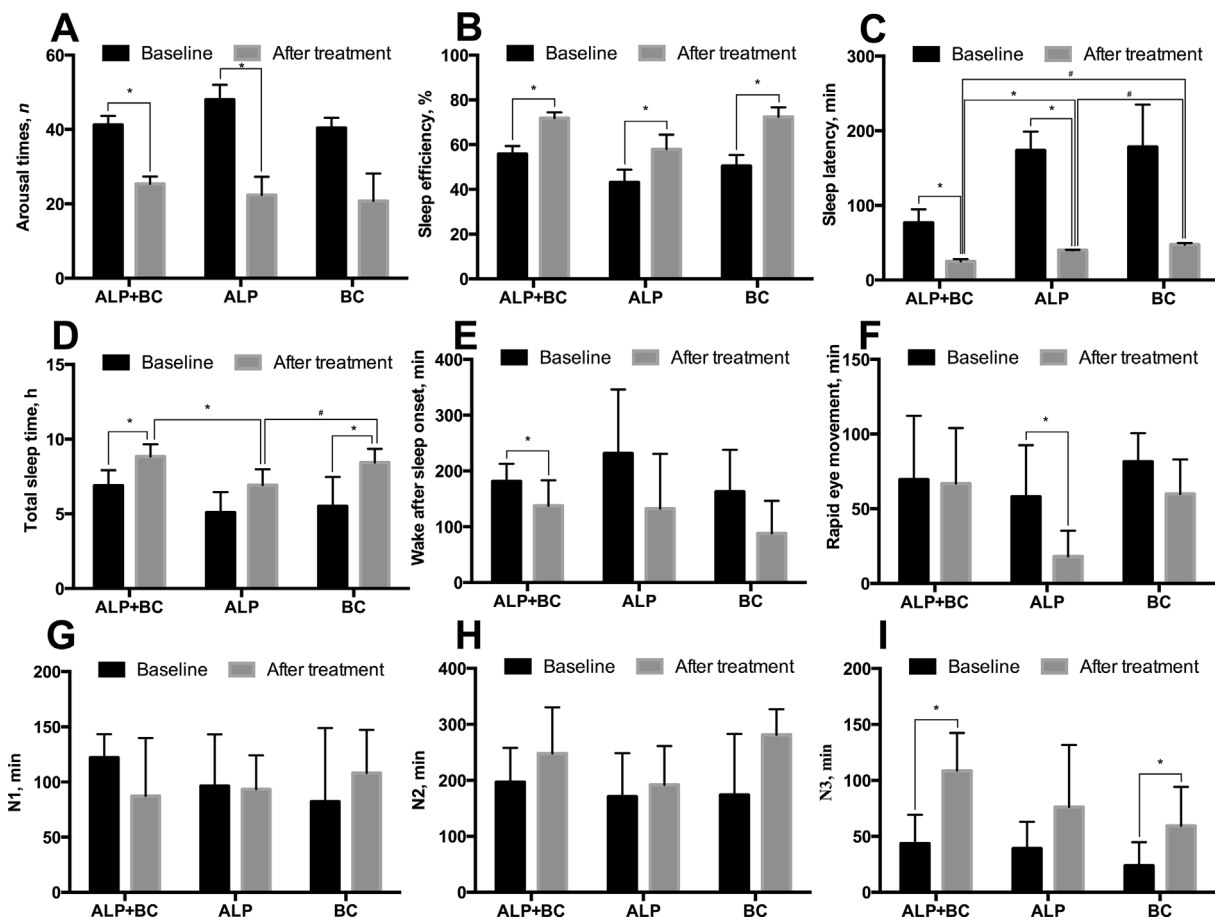 A
Baseline After treatment
*
*
Arousal times, n
60
40
20
0
ALP+BC ALP BC
B
Baseline After treatment
*
*
*
Sleep efficiency, %
100
80
60
40
20
0
ALP+BC ALP BC
C
Baseline After treatment
#
*
*
#
*
Sleep latency, min
300
200
100
0
ALP+BC ALP BC
D
Baseline After treatment
*
*
#
*
Total sleep time, h
15
10
5
0
ALP+BC ALP BC
E
Baseline After treatment
*
Wake after sleep onset, min
400
300
200
100
0
ALP+BC ALP BC
F
Baseline After treatment
*
Rapid eye movement, min
150
100
50
0
ALP+BC ALP BC
G
Baseline After treatment
N1, min
200
150
100
50
0
ALP+BC ALP BC
H
Baseline After treatment
N2, min
400
300
200
100
0
ALP+BC ALP BC
I
Baseline After treatment
*
*
N3, min
200
150
100
50
0
ALP+BC ALP BC